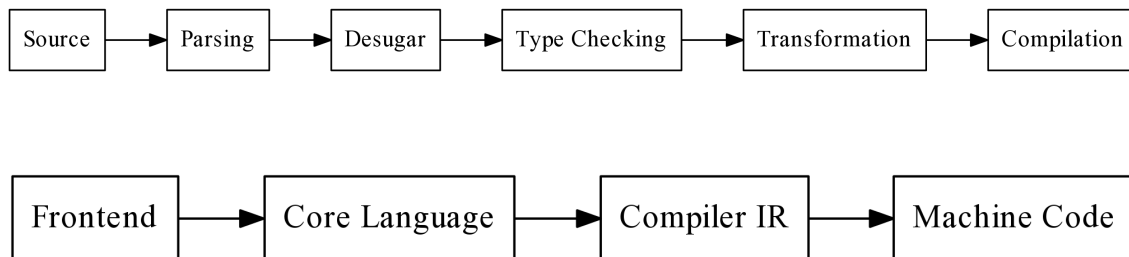 Source Parsing Desugar Type Checking Transformation Compilation
Frontend Core Language Compiler IR Machine Code